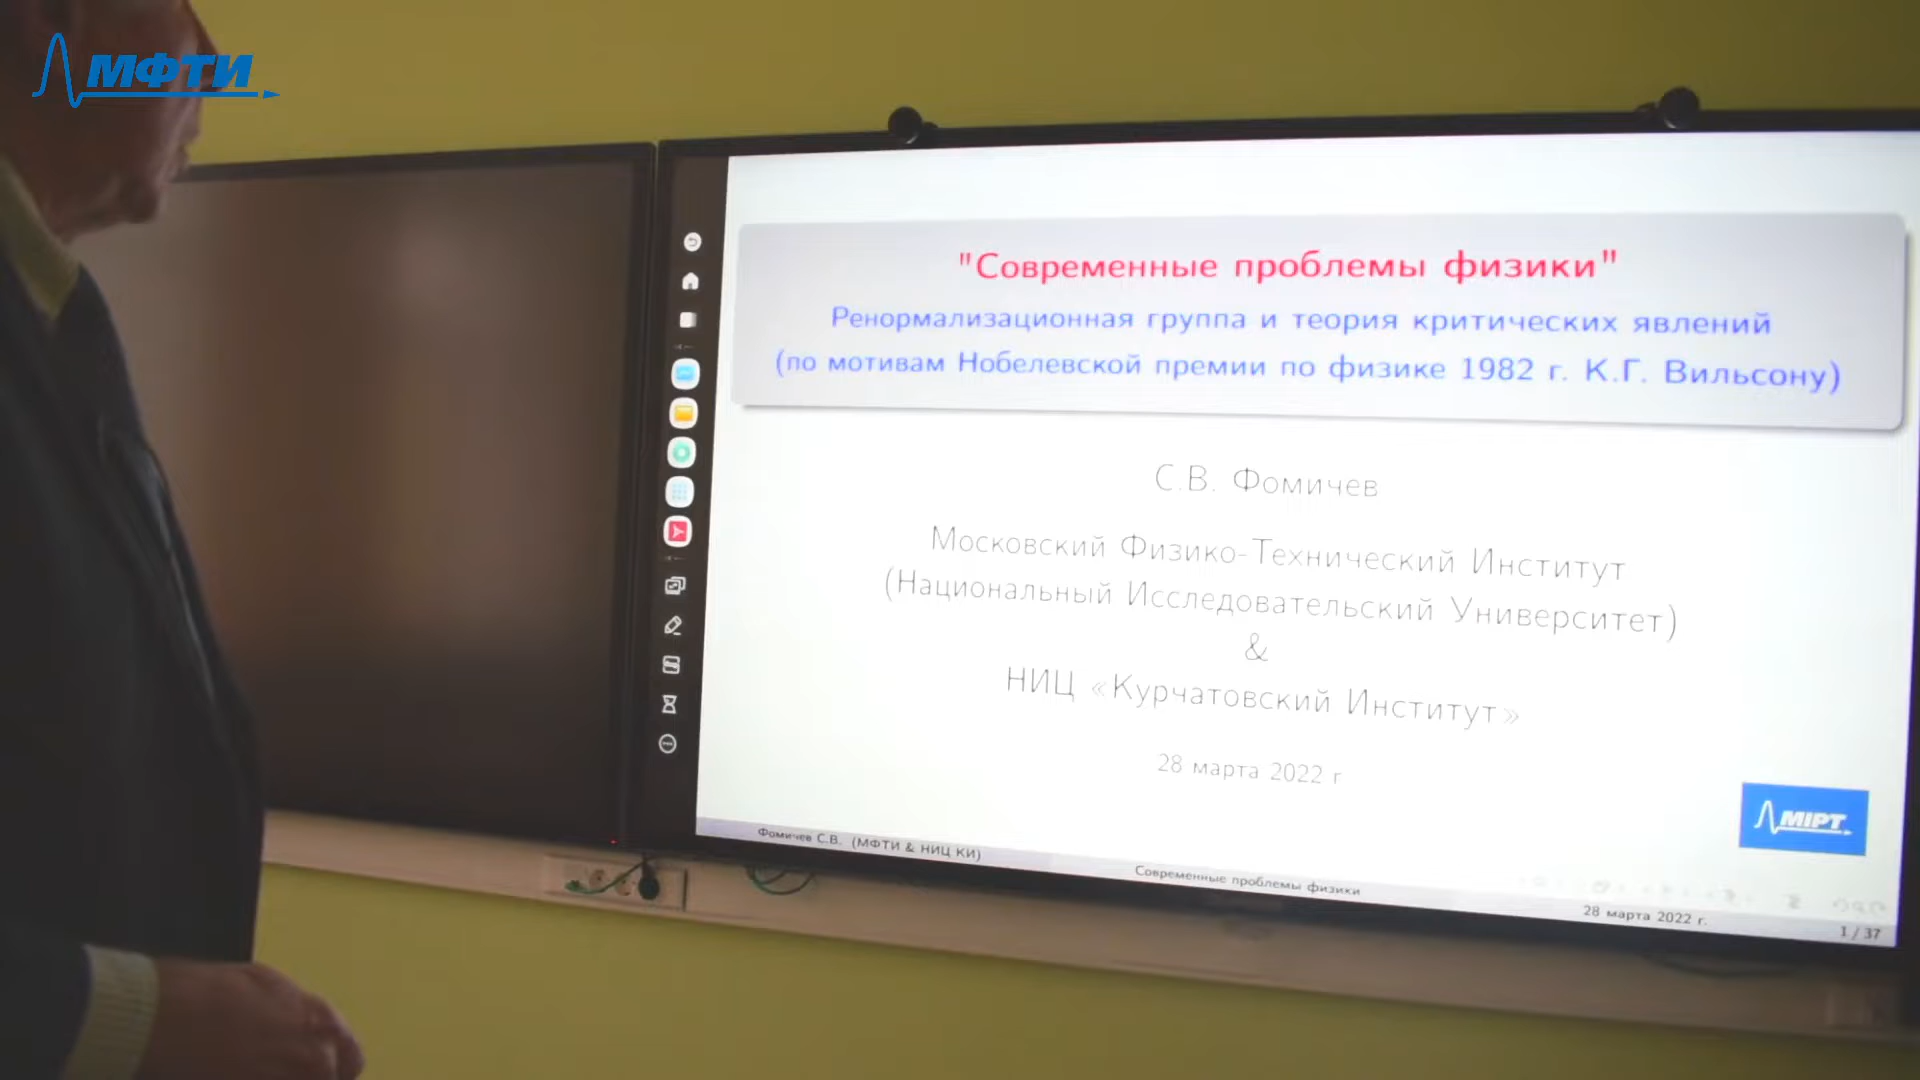 МФТИ
"Современные проблемы физики"
Ренормализационная группа и теория критических явлений
(по мотивам Нобелевской премии по физике 1982 г. К.Г. Вильсону)
С.В. Фомичев
Московский Физико-Технический Институт
(Национальный Исследовательский Университет)
&
НИЦ «Курчатовский Институт»
28 марта 2022 г
MIPT
Фомичев С.В. (МФТИ & НИЦ КИ)
Современные проблемы физики
28 марта 2022 г.
1 / 37